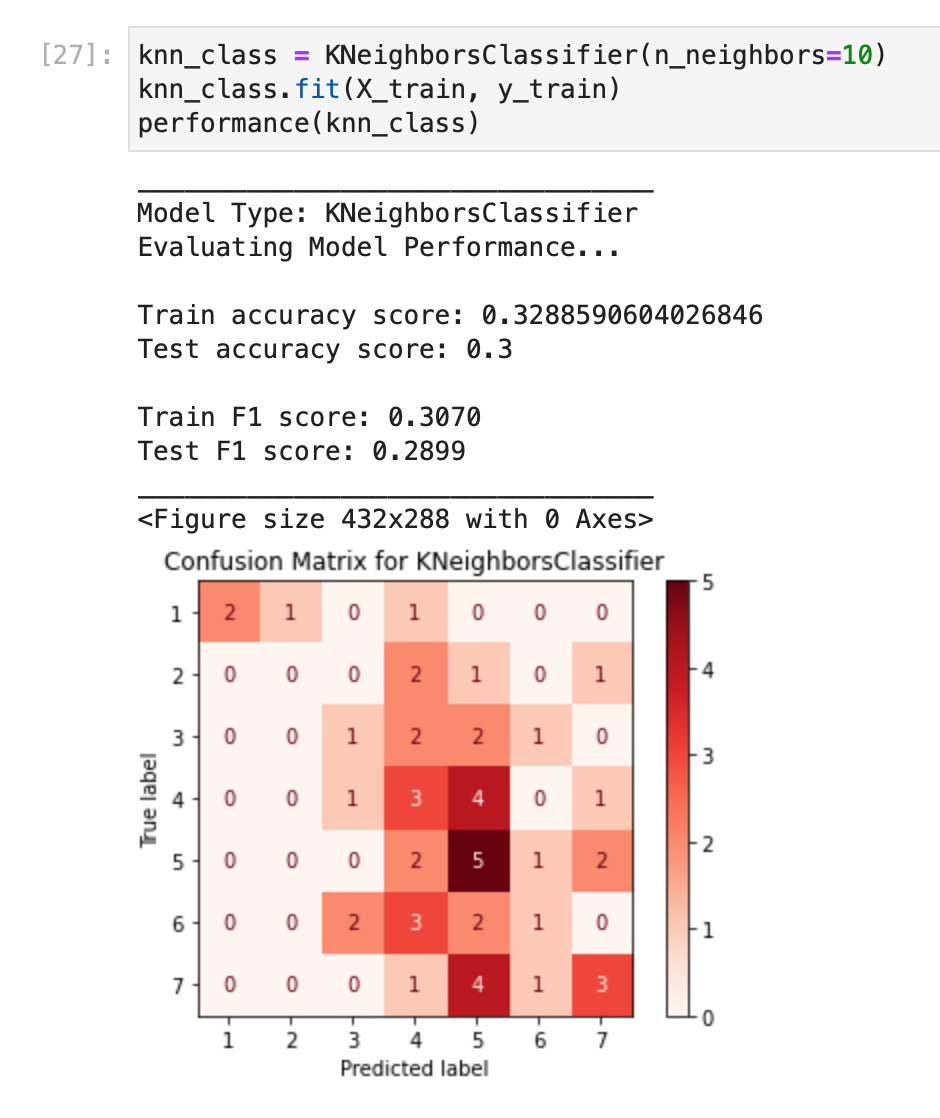 [27]: knn_class = KNeighborsClassifier(n_neighbors=10)
knn_class.fit(X_train, y_train)
performance(knn_class)
_________________________________
Model Type: KNeighborsClassifier
Evaluating Model Performance...
Train accuracy score: 0.3288590604026846
Test accuracy score: 0.3
Train F1 score: 0.3070
Test F1 score: 0.2899
_________________________________
<Figure size 432x288 with 0 Axes>
Confusion Matrix for KNeighborsClassifier
1 2 1 0 1 0 0 0
2 0 0 0 2 1 0 1
3 0 0 1 2 2 1 0
4 0 0 1 3 4 0 1
5 0 0 0 2 5 1 2
6 0 0 2 3 2 1 0
7 0 0 0 1 4 1 3
True label
1 2 3 4 5 6 7
Predicted label
5
4
3
2
1
0